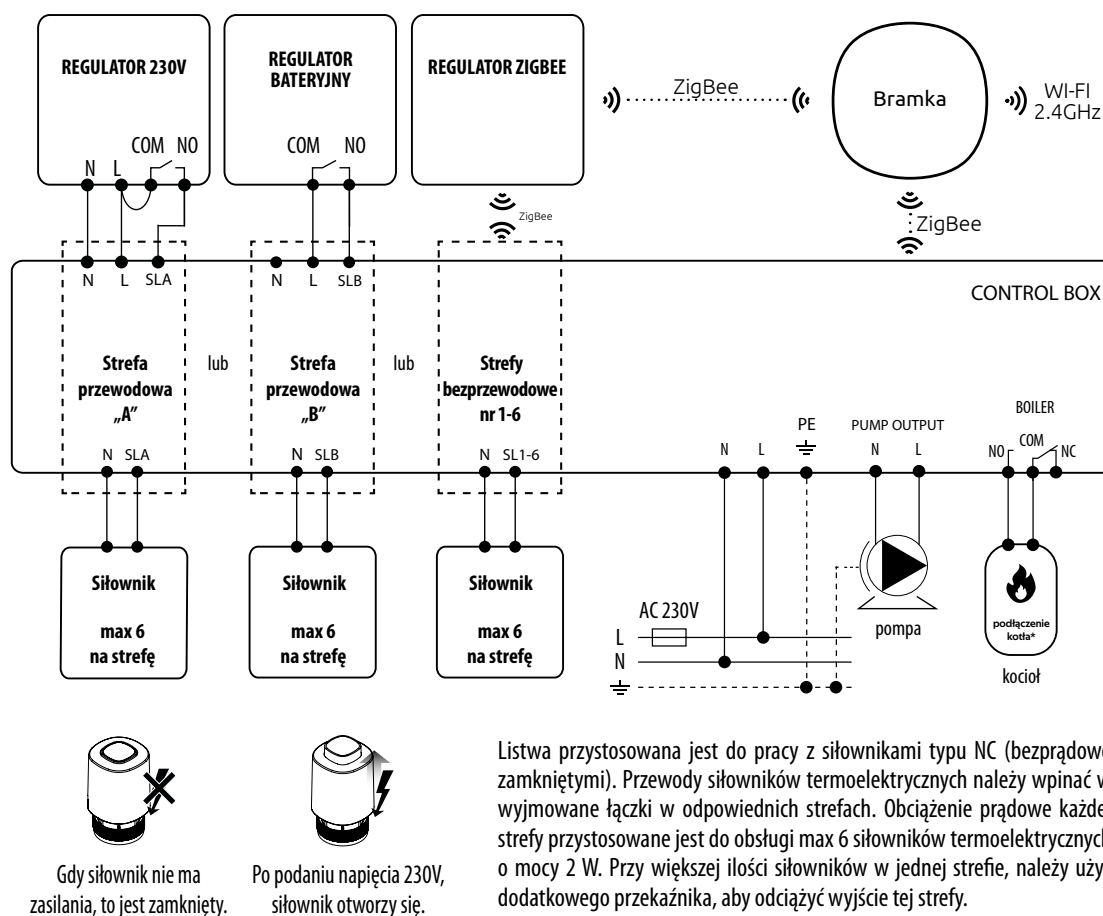 REGULATOR 230V
N L COM NO
REGULATOR
BATERYJNY
COM NO
REGULATOR ZIGBEE
ZigBee
Bramka
WI-FI
2.4GHz
ZigBee
ZigBee
CONTROL BOX
N L SLA
N L SLB
Strefa
przewodowa
„A”
lub
Strefa
przewodowa
„B”
lub
Strefy
bezprzewodowe
nr 1-6
N SLA
N SLB
N SL1-6
N L PE
PUMP OUTPUT
N L
BOILER
NO COM NC
Siłownik
max 6
na strefę
Siłownik
max 6
na strefę
Siłownik
max 6
na strefę
AC 230V
L
N
pompa
podłączenie
kotła*
kocioł
Gdy siłownik nie ma
zasilania, to jest zamknięty.
Po podaniu napięcia 230V,
siłownik otworzy się.
Listwa przystosowana jest do pracy z siłownikami typu NC (bezprądowo
zamkniętymi). Przewody siłowników termoelektrycznych należy wpinać w
wyjmowane łączki w odpowiednich strefach. Obciążenie prądowe każde
strefy przystosowane jest do obsługi max 6 siłowników termoelektrycznych
o mocy 2 W. Przy większej ilości siłowników w jednej strefie, należy uży
dodatkowego przekaźnika, aby odciążyć wyjście tej strefy.